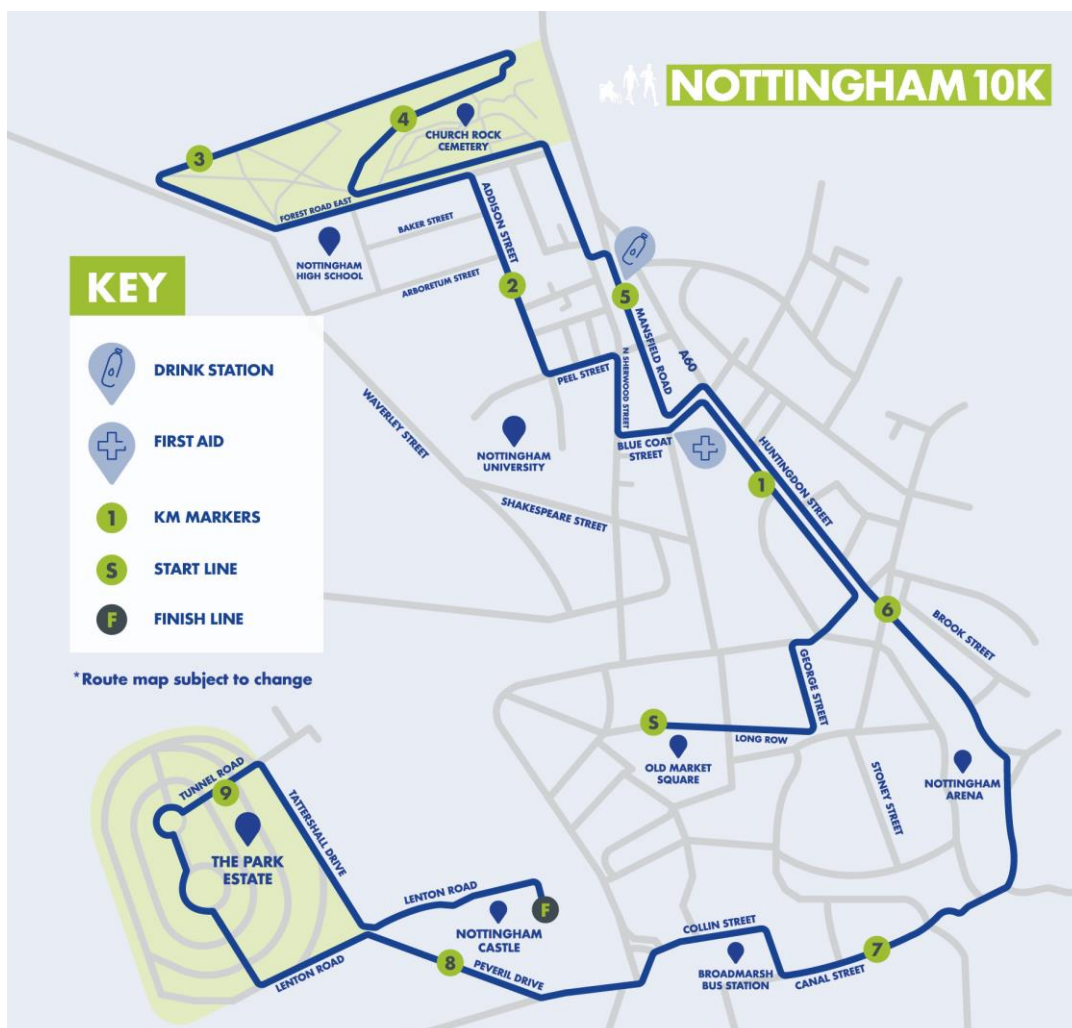 NOTTINGHAM 10K
4
CHURCH ROCK
CEMETERY
3
FOREST ROAD EAST
ADDISON STREET
BAKER STREET
NOTTINGHAM
HIGH SCHOOL
ARBORETUM STREET
2
5
MANSFIELD ROAD
A60
PEEL STREET
N SHERWOOD STREET
BLUE COAT
STREET
HUNTINGDON STREET
1
WAVERLEY STREET
NOTTINGHAM
UNIVERSITY
SHAKESPEARE STREET
KEY
DRINK STATION
FIRST AID
1
KM MARKERS
S
START LINE
F
FINISH LINE
*Route map subject to change
6
BROOK STREET
GEORGE STREET
S
LONG ROW
OLD MARKET
SQUARE
STONEY STREET
NOTTINGHAM
ARENA
TUNNEL ROAD
9
TATTERSHALL DRIVE
THE PARK
ESTATE
LENTON ROAD
F
NOTTINGHAM
CASTLE
LENTON ROAD
8
PEVERIL DRIVE
COLLIN STREET
BROADMARSH
BUS STATION
CANAL STREET
7